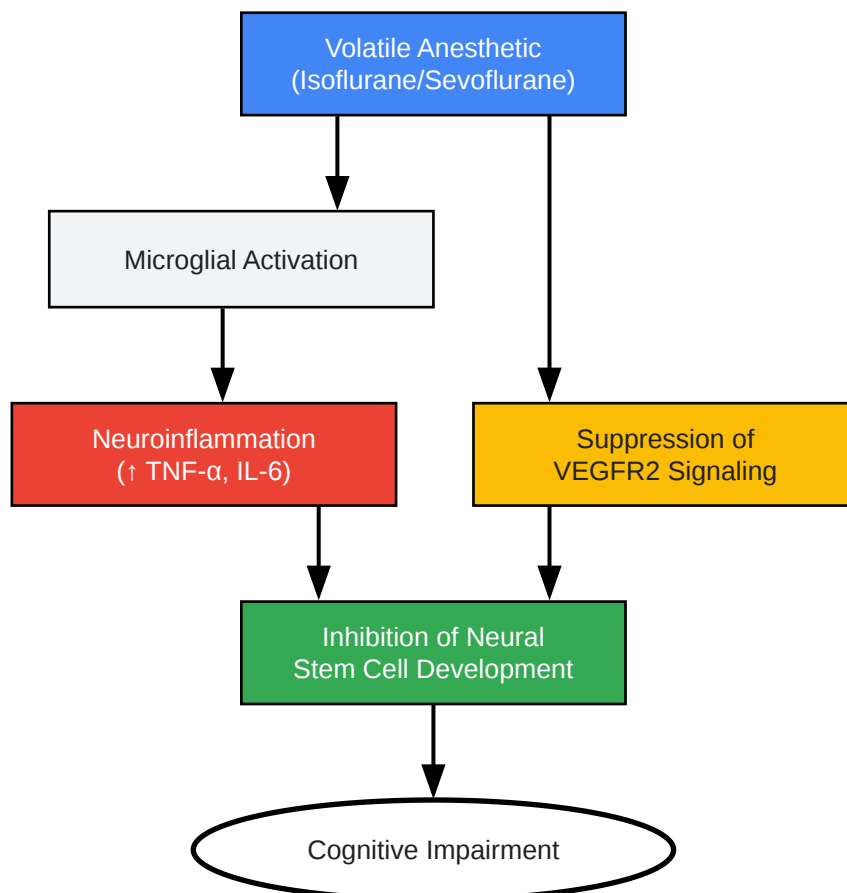 Volatile Anesthetic
(Isoflurane/Sevoflurane)
Microglial Activation
Neuroinflammation
(↑ TNF-α, IL-6)
Suppression of
VEGFR2 Signaling
Inhibition of Neural
Stem Cell Development
Cognitive Impairment